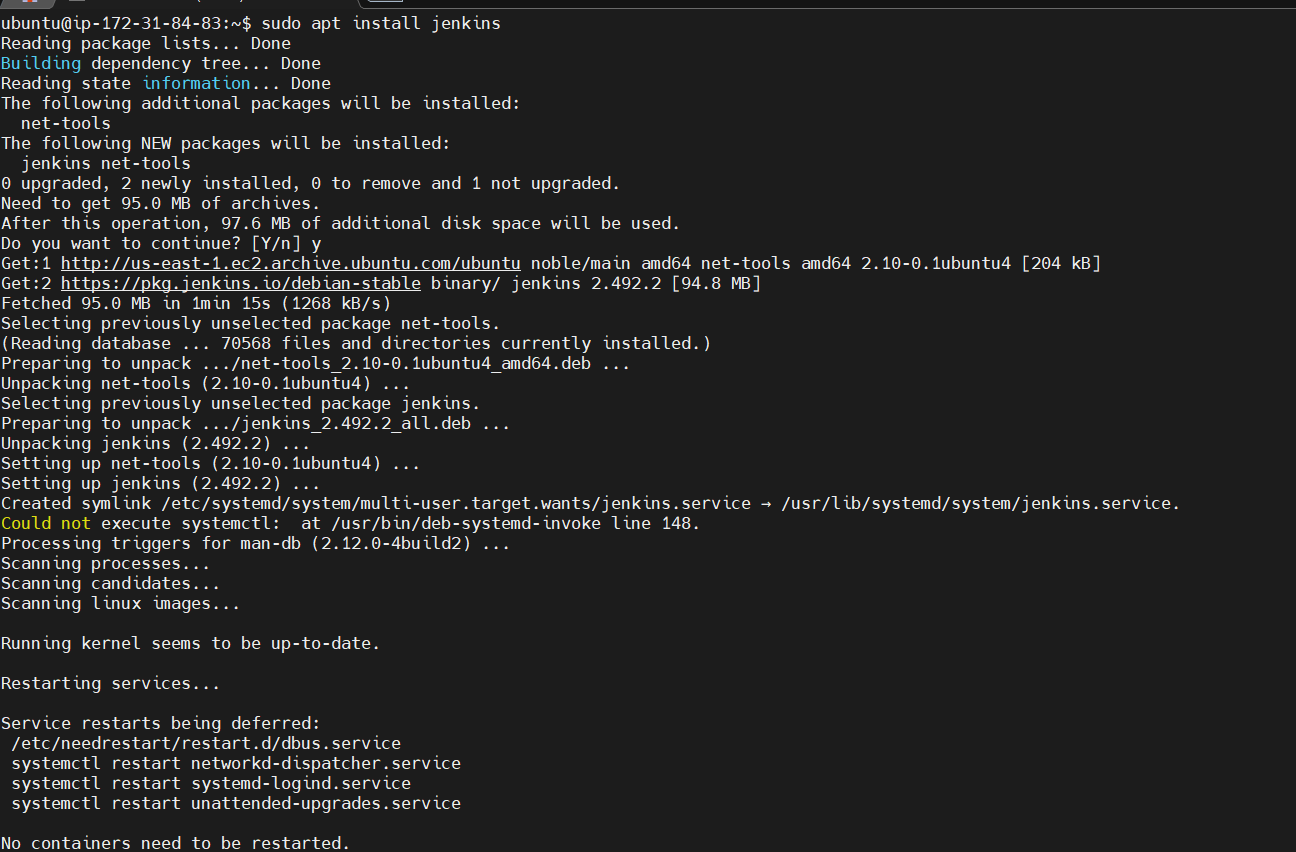 ubuntu@ip-172-31-84-83:~$ sudo apt install jenkins
Reading package lists... Done
Building dependency tree... Done
Reading state information... Done
The following additional packages will be installed:
  net-tools
The following NEW packages will be installed:
  jenkins net-tools
0 upgraded, 2 newly installed, 0 to remove and 1 not upgraded.
Need to get 95.0 MB of archives.
After this operation, 97.6 MB of additional disk space will be used.
Do you want to continue? [Y/n] y
Get:1 http://us-east-1.ec2.archive.ubuntu.com/ubuntu noble/main amd64 net-tools amd64 2.10-0.1ubuntu4 [204 kB]
Get:2 https://pkg.jenkins.io/debian-stable binary/ jenkins 2.492.2 [94.8 MB]
Fetched 95.0 MB in 1min 15s (1268 kB/s)
Selecting previously unselected package net-tools.
(Reading database ... 70568 files and directories currently installed.)
Preparing to unpack .../net-tools_2.10-0.1ubuntu4_amd64.deb ...
Unpacking net-tools (2.10-0.1ubuntu4) ...
Selecting previously unselected package jenkins.
Preparing to unpack .../jenkins_2.492.2_all.deb ...
Unpacking jenkins (2.492.2) ...
Setting up net-tools (2.10-0.1ubuntu4) ...
Setting up jenkins (2.492.2) ...
Created symlink /etc/systemd/system/multi-user.target.wants/jenkins.service → /usr/lib/systemd/system/jenkins.service.
Could not execute systemctl:  at /usr/bin/deb-systemd-invoke line 148.
Processing triggers for man-db (2.12.0-4build2) ...
Scanning processes...
Scanning candidates...
Scanning linux images...
Running kernel seems to be up-to-date.
Restarting services...
Service restarts being deferred:
 /etc/needrestart/restart.d/dbus.service
 systemctl restart networkd-dispatcher.service
 systemctl restart systemd-logind.service
 systemctl restart unattended-upgrades.service
No containers need to be restarted.